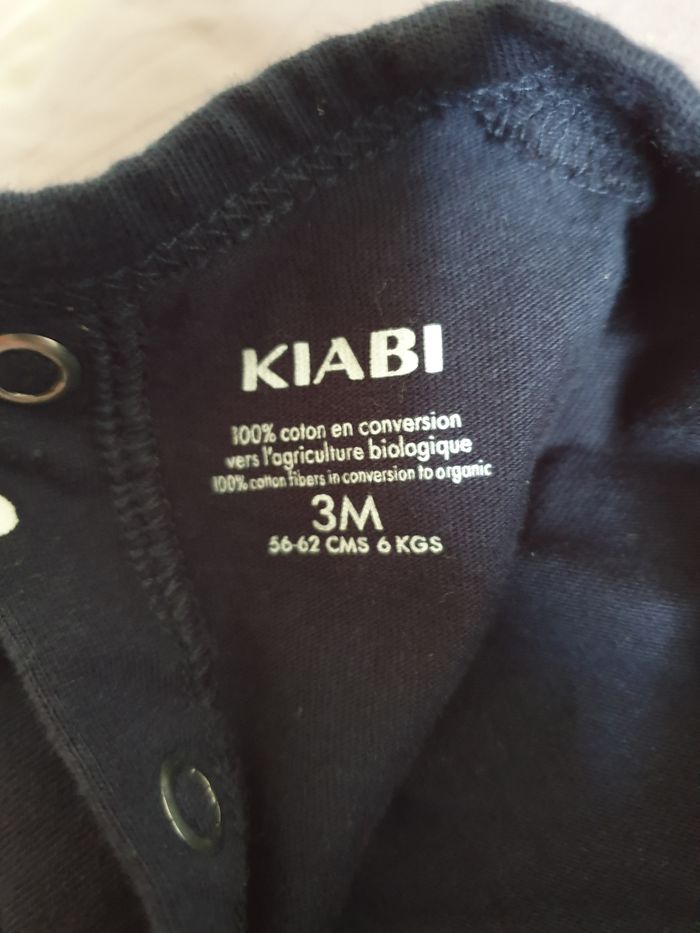 KIABI
100% coton en conversion
vers l'agriculture biologique
100% cotton fibers in conversion to organic
3M
56-62 CMS 6 KGS